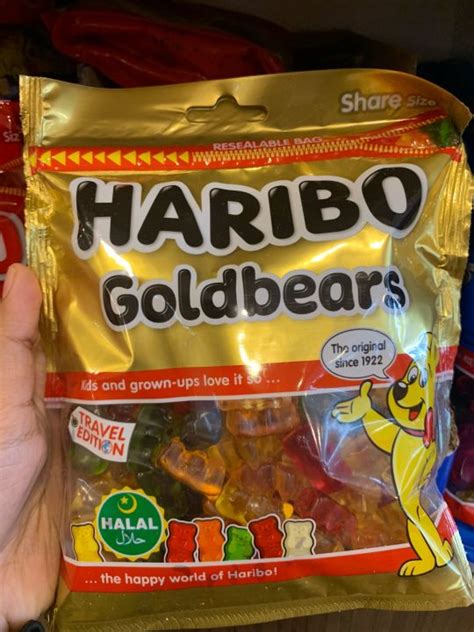 Share Size
RESEALABLE BAG
HARIBO
Goldbears
The original
since 1922
Kids and grown-ups love it so ...
TRAVEL
EDITION
HALAL
حلال
... the happy world of Haribo!